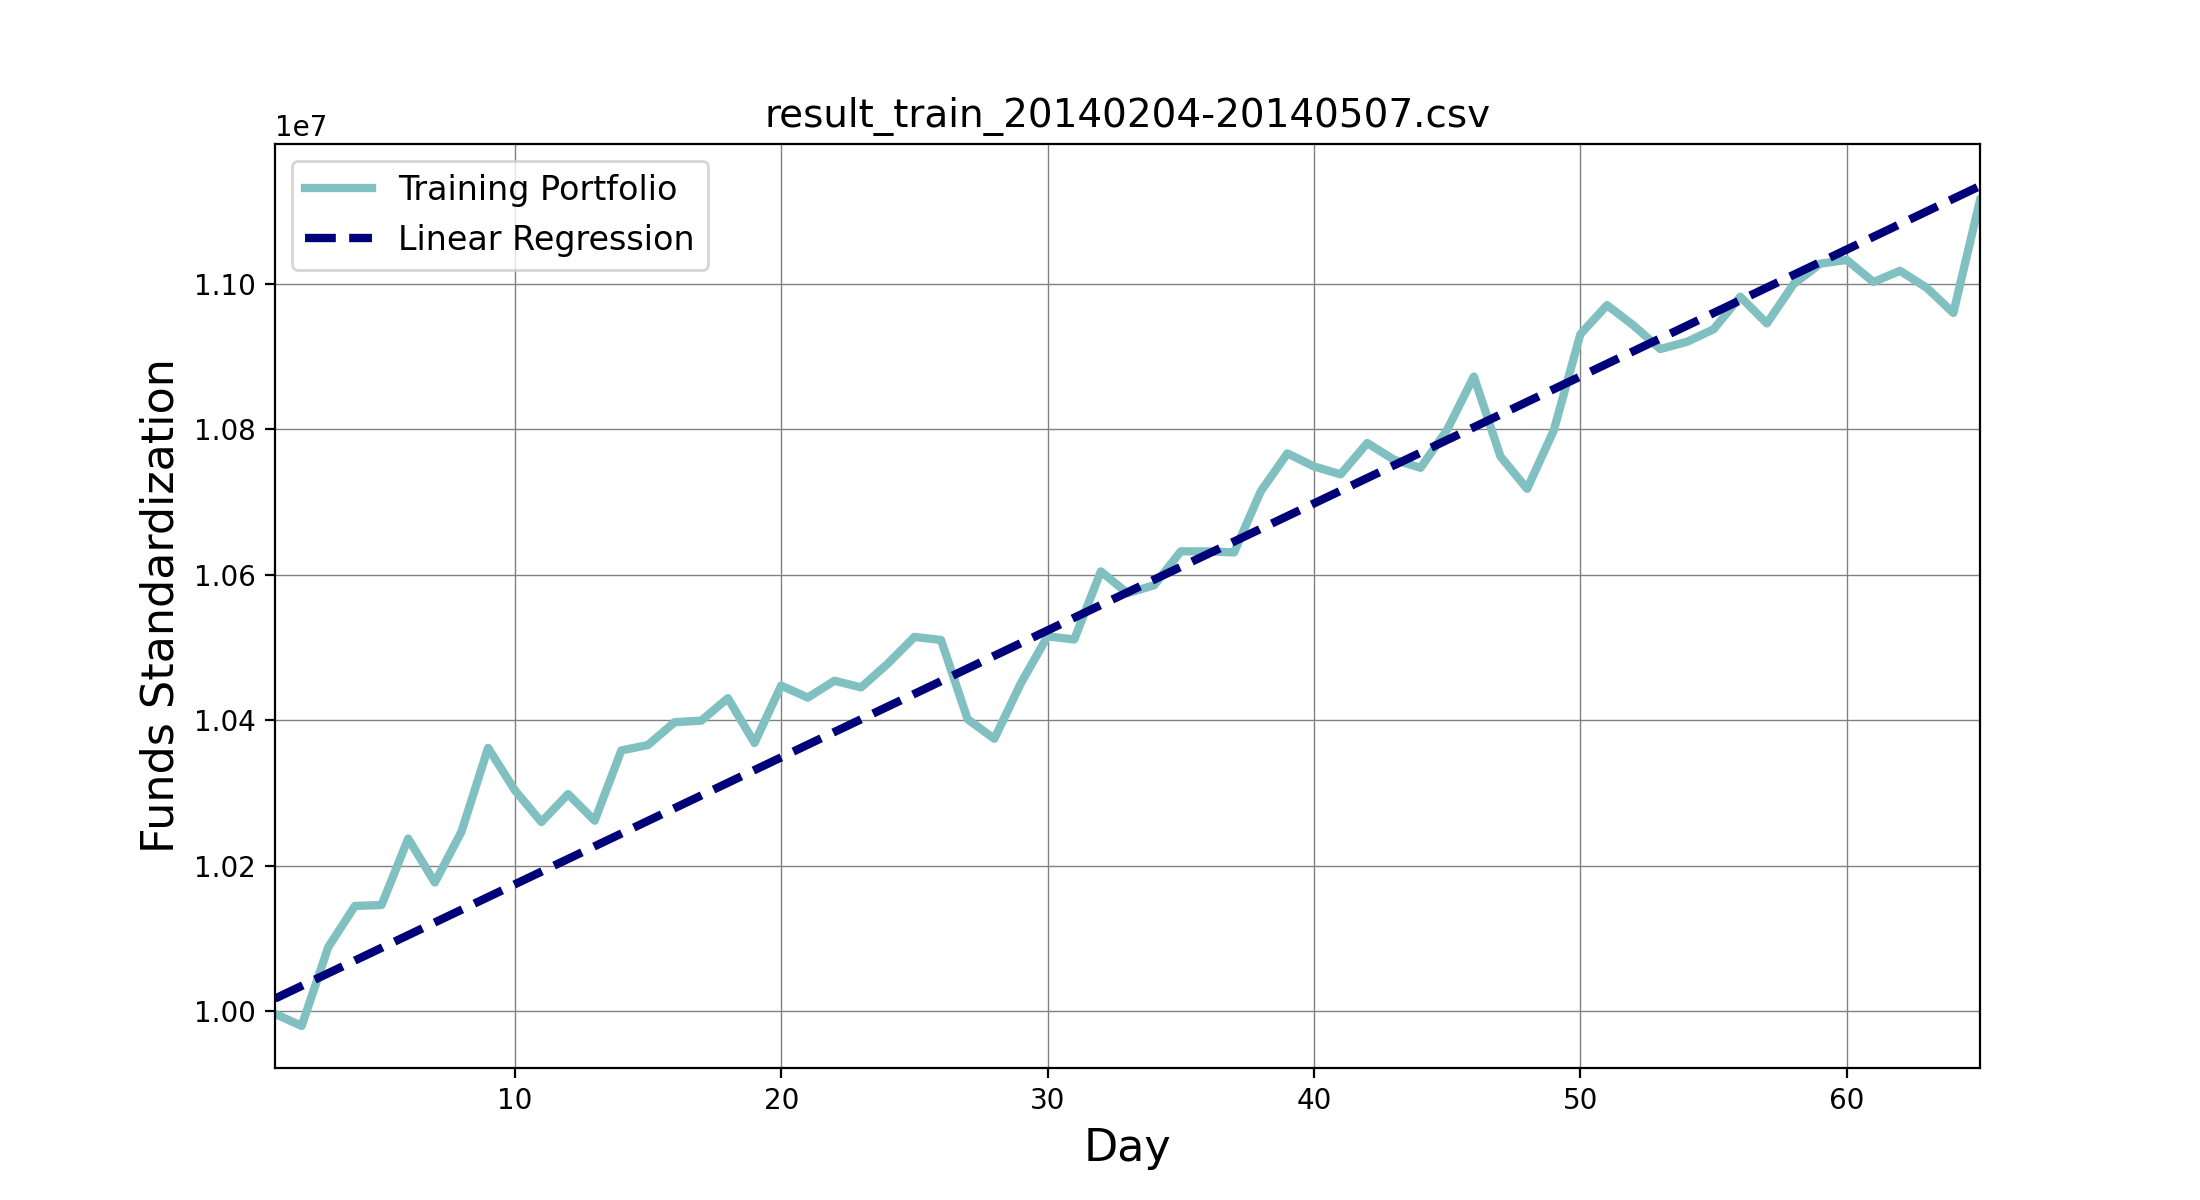 result_train_20140204-20140507.csv
1e7
Training Portfolio
Linear Regression
1.10
1.08
1.06
1.04
1.02
1.00
Funds Standardization
10 20 30 40 50 60
Day